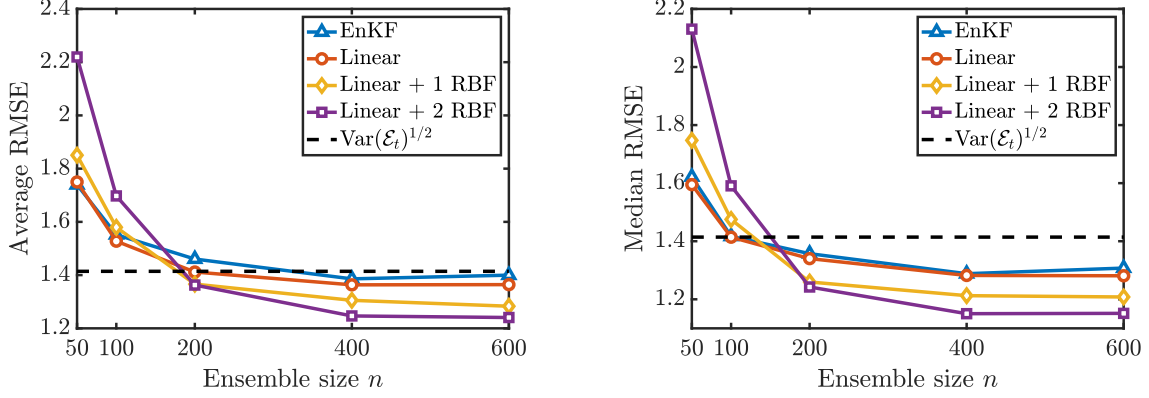 2.4
2.2
2
1.8
1.6
1.4
1.2
Average RMSE
50 100 200 400 600
Ensemble size n
EnKF
Linear
Linear + 1 RBF
Linear + 2 RBF
Var(ℰₜ)^{1/2}
2.2
2
1.8
1.6
1.4
1.2
Median RMSE
50 100 200 400 600
Ensemble size n
EnKF
Linear
Linear + 1 RBF
Linear + 2 RBF
Var(ℰₜ)^{1/2}